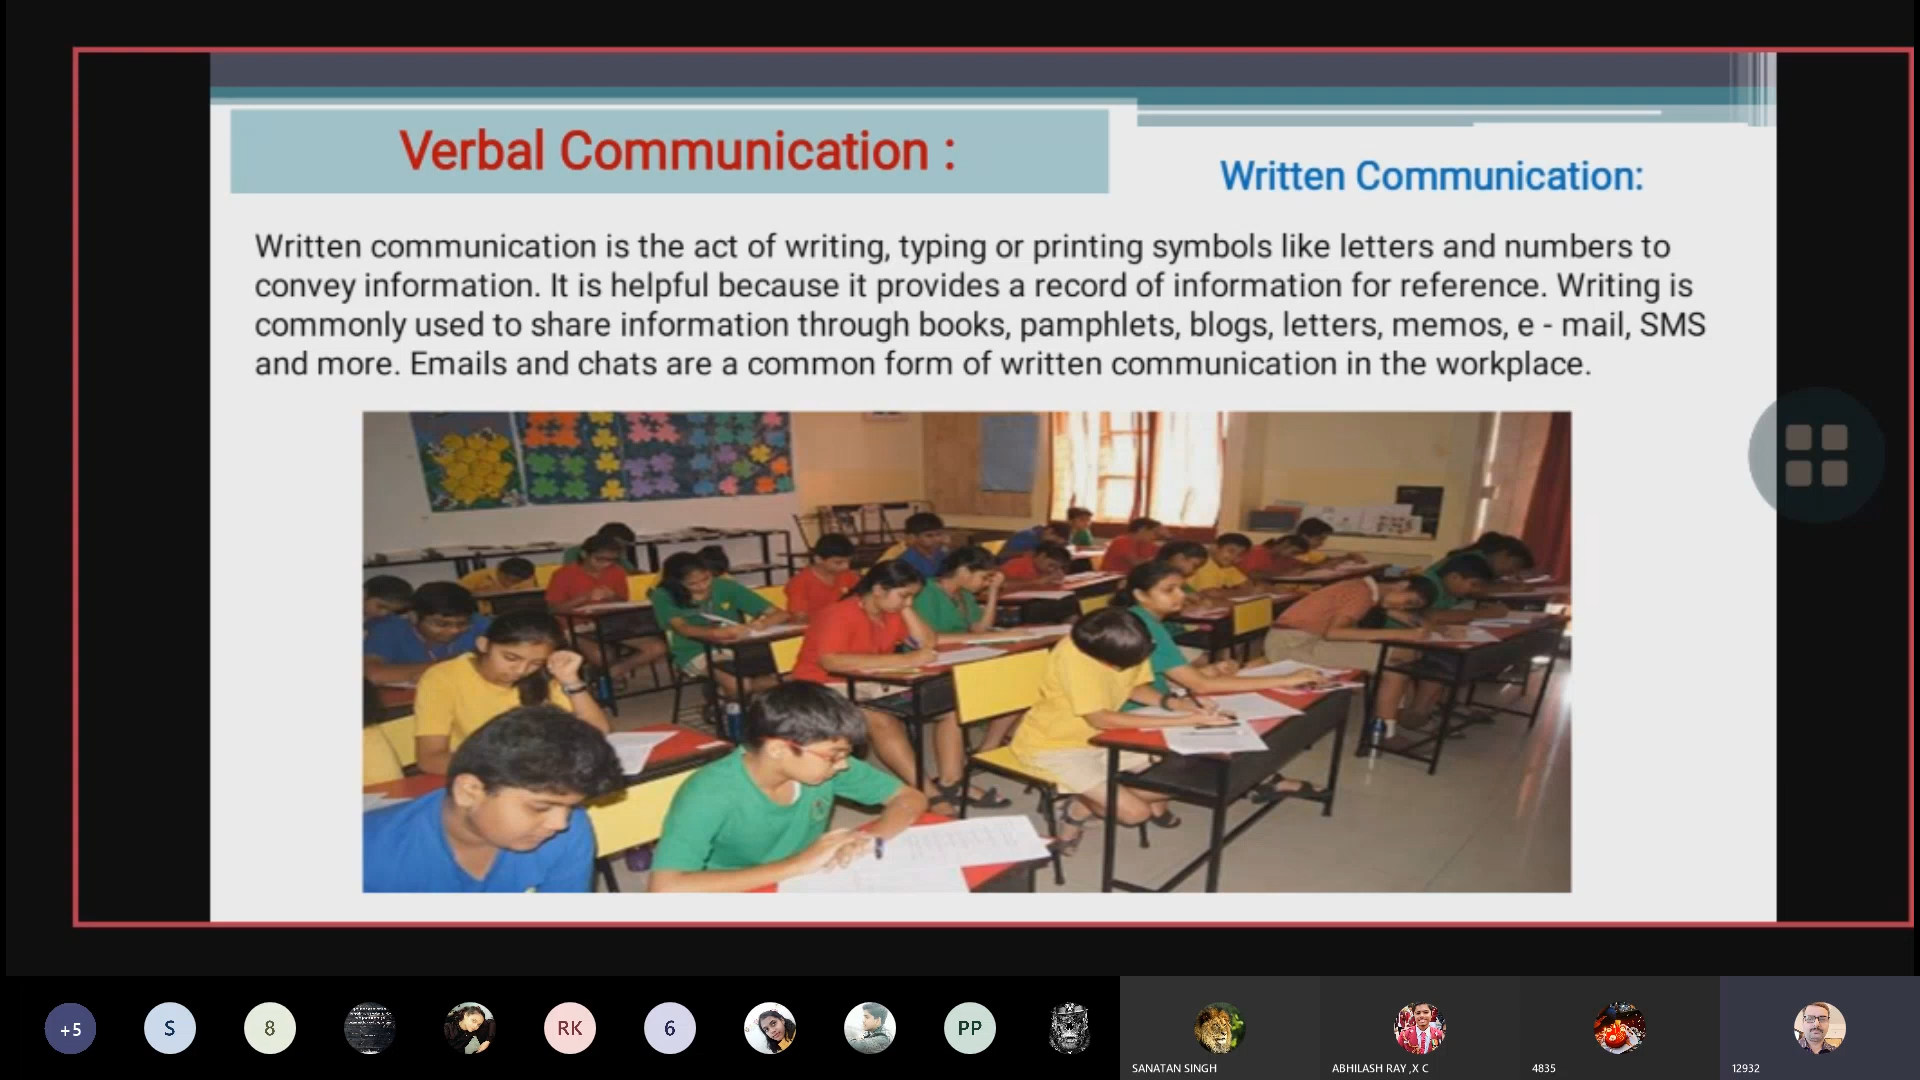 Verbal Communication :
Written Communication:
Written communication is the act of writing, typing or printing symbols like letters and numbers to
convey information. It is helpful because it provides a record of information for reference. Writing is
commonly used to share information through books, pamphlets, blogs, letters, memos, e - mail, SMS
and more. Emails and chats are a common form of written communication in the workplace.
+5
S
8
RK
6
PP
SANATAN SINGH
ABHILASH RAY ,X C
4835
12932